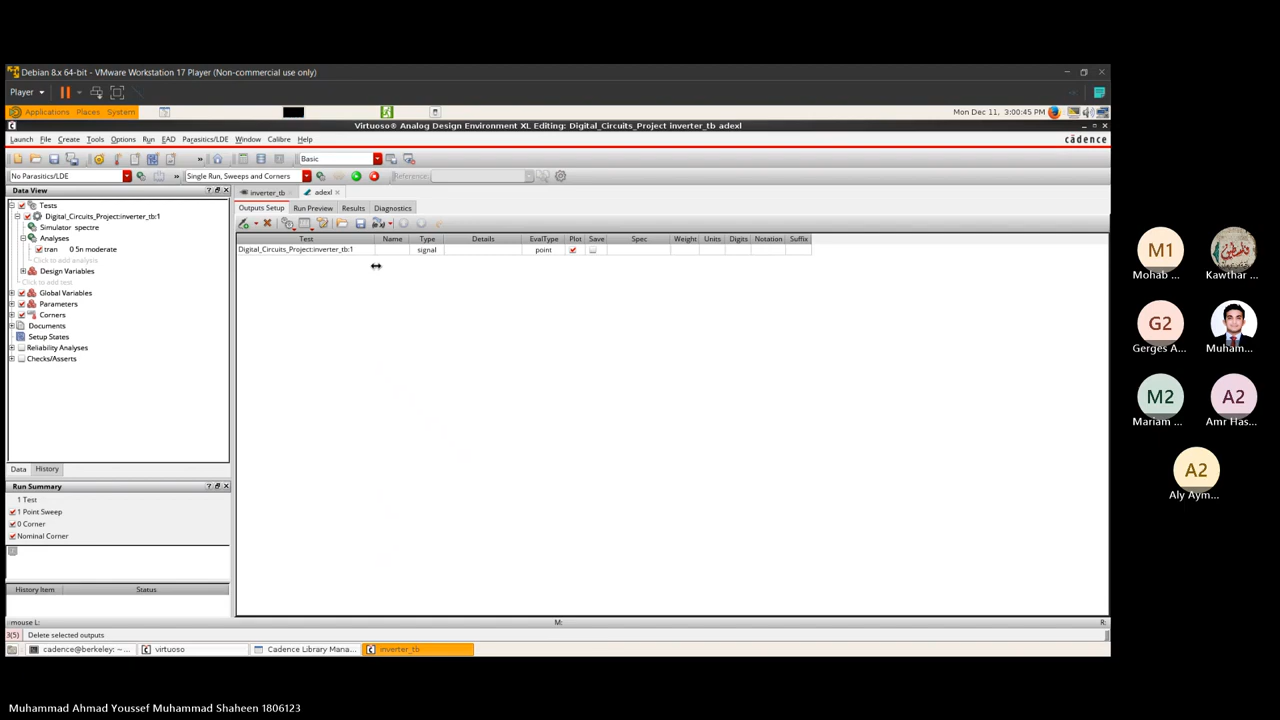 Debian 8.x 64-bit - VMware Workstation 17 Player (Non-commercial use only)
Player
Applications Places System
Mon Dec 11, 3:00:45 PM
Virtuoso® Analog Design Environment XL Editing: Digital_Circuits_Project inverter_tb adexl
Launch File Create Tools Options Run EAD Parasitics/LDE Window Calibre Help
cādence
Basic
No Parasitics/LDE
Single Run, Sweeps and Corners
Reference:
Data View
inverter_tb
adexl
Tests
Digital_Circuits_Project:inverter_tb:1
Simulator spectre
Analyses
tran 0 5n moderate
Click to add analysis
Design Variables
Click to add test
Global Variables
Parameters
Corners
Documents
Setup States
Reliability Analyses
Checks/Asserts
Data History
Outputs Setup Run Preview Results Diagnostics
Test Name Type Details EvalType Plot Save Spec Weight Units Digits Notation Suffix
Digital_Circuits_Project:inverter_tb:1 signal point
Run Summary
1 Test
1 Point Sweep
0 Corner
Nominal Corner
History Item Status
mouse L: M: R:
3(5) Delete selected outputs
cadence@berkeley: ~...
virtuoso
Cadence Library Mana...
inverter_tb
M1
Mohab ...
Kawthar ...
G2
Gerges A...
Muham...
M2
Mariam ...
A2
Amr Has...
A2
Aly Aym...
Muhammad Ahmad Youssef Muhammad Shaheen 1806123